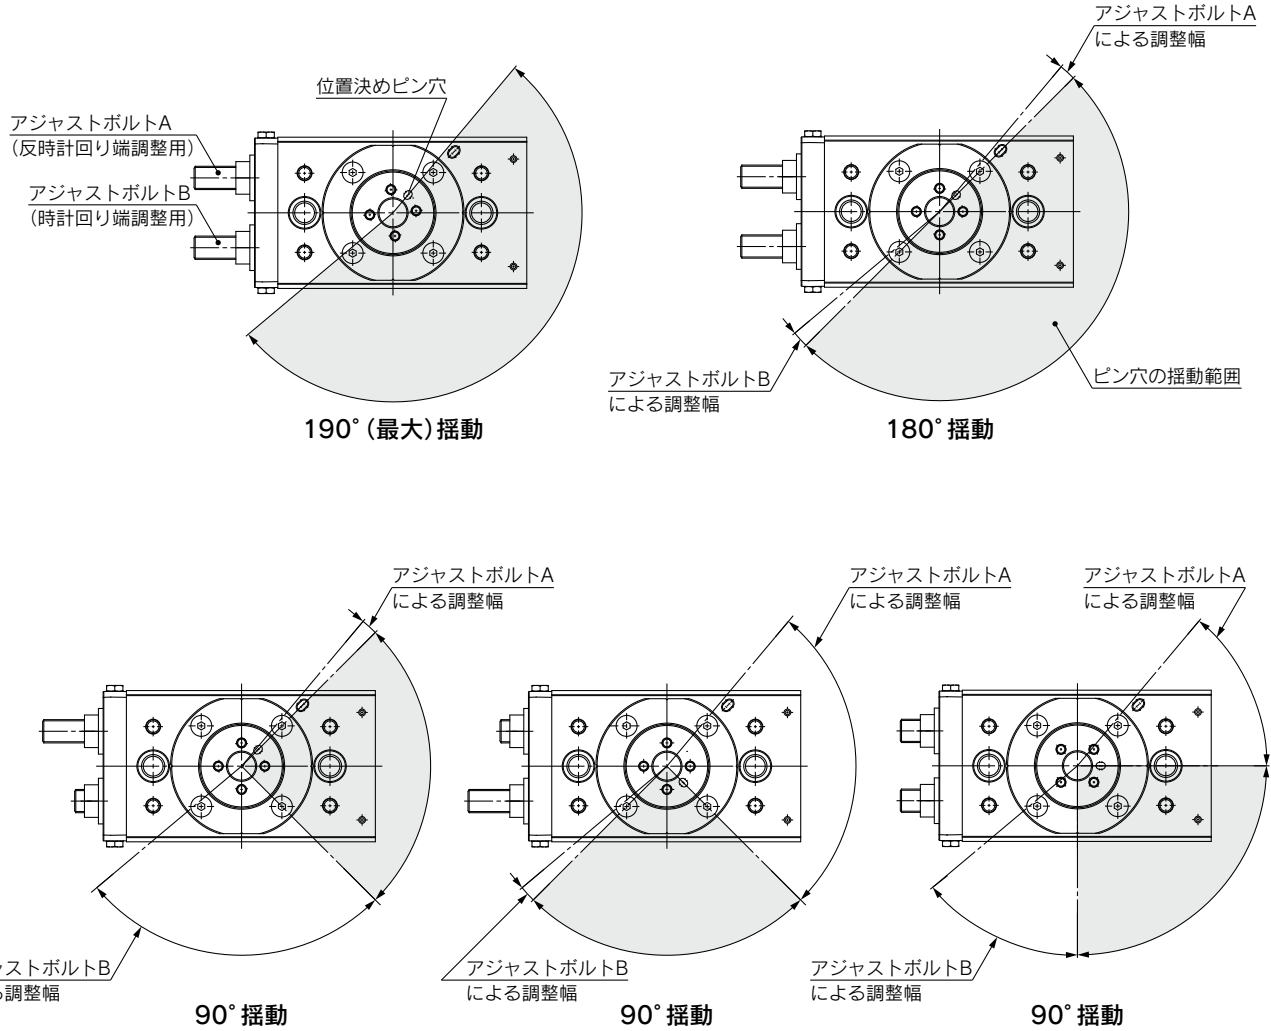 アジャストボルトA
による調整幅
位置決めピン穴
アジャストボルトA
（反時計回り端調整用）
アジャストボルトB
（時計回り端調整用）
アジャストボルトB
による調整幅
ピン穴の揺動範囲
190°（最大）揺動
180°揺動
アジャストボルトA
による調整幅
アジャストボルトA
による調整幅
アジャストボルトA
による調整幅
ャストボルトB
る調整幅
アジャストボルトB
による調整幅
アジャストボルトB
による調整幅
90°揺動
90°揺動
90°揺動